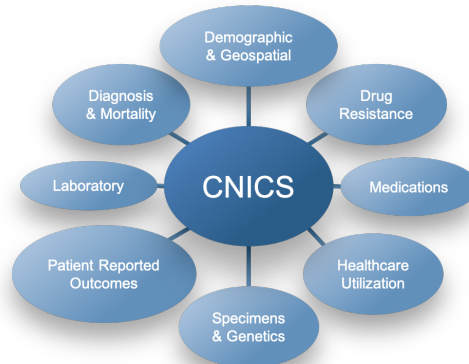 Demographic
& Geospatial
Diagnosis
& Mortality
Drug
Resistance
CNICS
Laboratory
Medications
Patient Reported
Outcomes
Healthcare
Utilization
Specimens
& Genetics